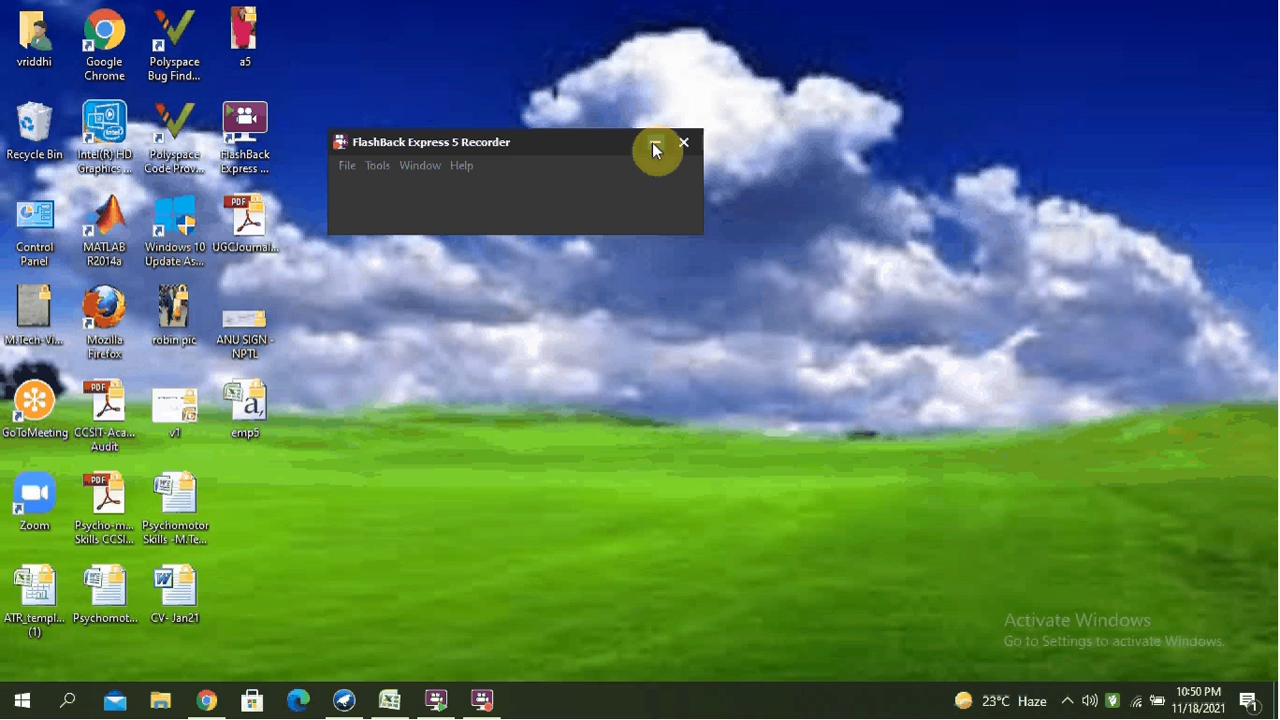 vriddhi
Google Chrome
Polyspace Bug Find...
a5
Recycle Bin
Intel(R) HD Graphics ...
Polyspace Code Prov...
FlashBack Express ...
Control Panel
MATLAB R2014a
Windows 10 Update As...
PDF
UGCJournal...
M.Tech-Vi...
Mozilla Firefox
robin pic
ANU SIGN - NPTL
GoToMeeting
PDF
CCSIT-Aca... Audit
v1
a,
emp5
Zoom
PDF
Psycho-m... Skills CCSI...
Psychomotor Skills -M.Te...
ATR_templ... (1)
Psychomot...
CV- Jan21
FlashBack Express 5 Recorder
File Tools Window Help
Activate Windows
Go to Settings to activate Windows.
23°C Haze
10:50 PM
11/18/2021
1